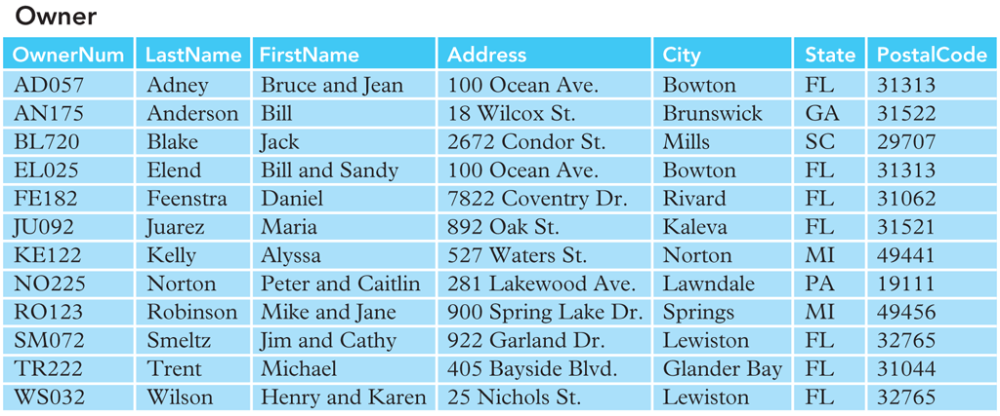 Owner
OwnerNum LastName FirstName Address City State PostalCode
AD057 Adney Bruce and Jean 100 Ocean Ave. Bowton FL 31313
AN175 Anderson Bill 18 Wilcox St. Brunswick GA 31522
BL720 Blake Jack 2672 Condor St. Mills SC 29707
EL025 Elend Bill and Sandy 100 Ocean Ave. Bowton FL 31313
FE182 Feenstra Daniel 7822 Coventry Dr. Rivard FL 31062
JU092 Juarez Maria 892 Oak St. Kaleva FL 31521
KE122 Kelly Alyssa 527 Waters St. Norton MI 49441
NO225 Norton Peter and Caitlin 281 Lakewood Ave. Lawndale PA 19111
RO123 Robinson Mike and Jane 900 Spring Lake Dr. Springs MI 49456
SM072 Smeltz Jim and Cathy 922 Garland Dr. Lewiston FL 32765
TR222 Trent Michael 405 Bayside Blvd. Glander Bay FL 31044
WS032 Wilson Henry and Karen 25 Nichols St. Lewiston FL 32765